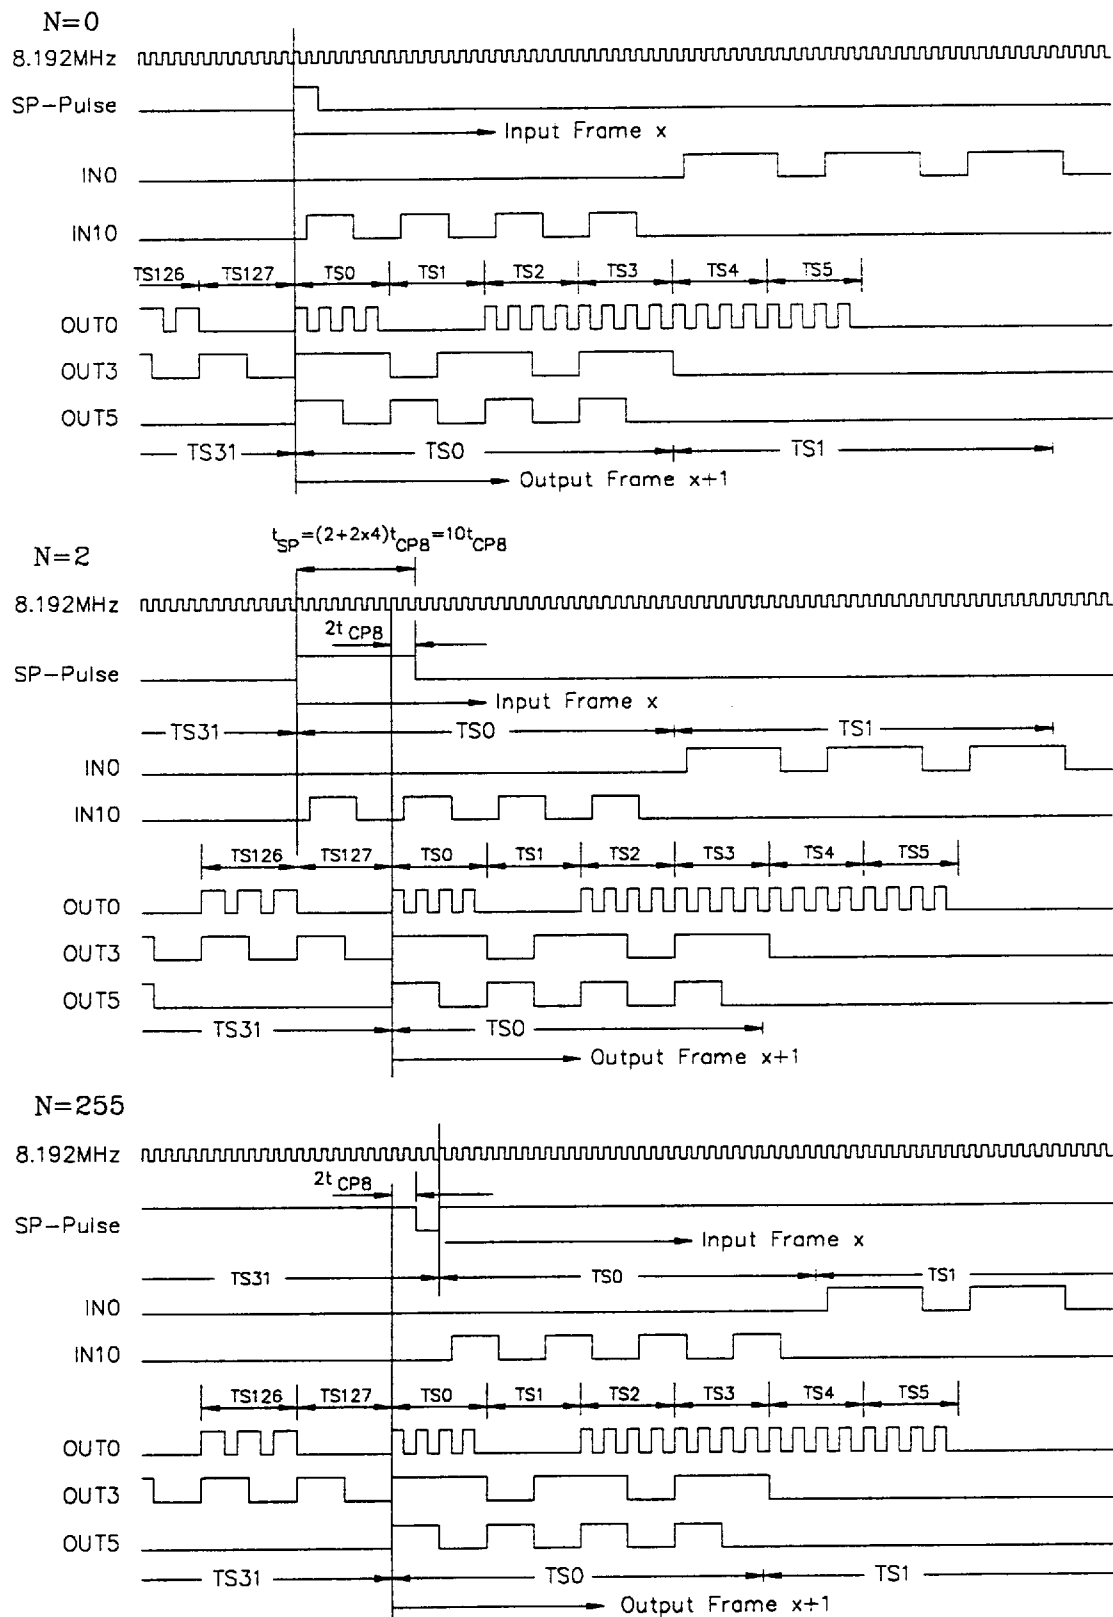 N=0
8.192MHz
SP-Pulse
Input Frame x
IN0
IN10
TS126 TS127 TS0 TS1 TS2 TS3 TS4 TS5
OUT0
OUT3
OUT5
TS31 TS0 TS1
Output Frame x+1
tSP=(2+2x4)tCP8=10tCP8
N=2
8.192MHz
2tCP8
SP-Pulse
Input Frame x
TS31 TS0 TS1
IN0
IN10
TS126 TS127 TS0 TS1 TS2 TS3 TS4 TS5
OUT0
OUT3
OUT5
TS31 TS0
Output Frame x+1
N=255
8.192MHz
2tCP8
SP-Pulse
Input Frame x
TS31 TS0 TS1
IN0
IN10
TS126 TS127 TS0 TS1 TS2 TS3 TS4 TS5
OUT0
OUT3
OUT5
TS31 TS0 TS1
Output Frame x+1